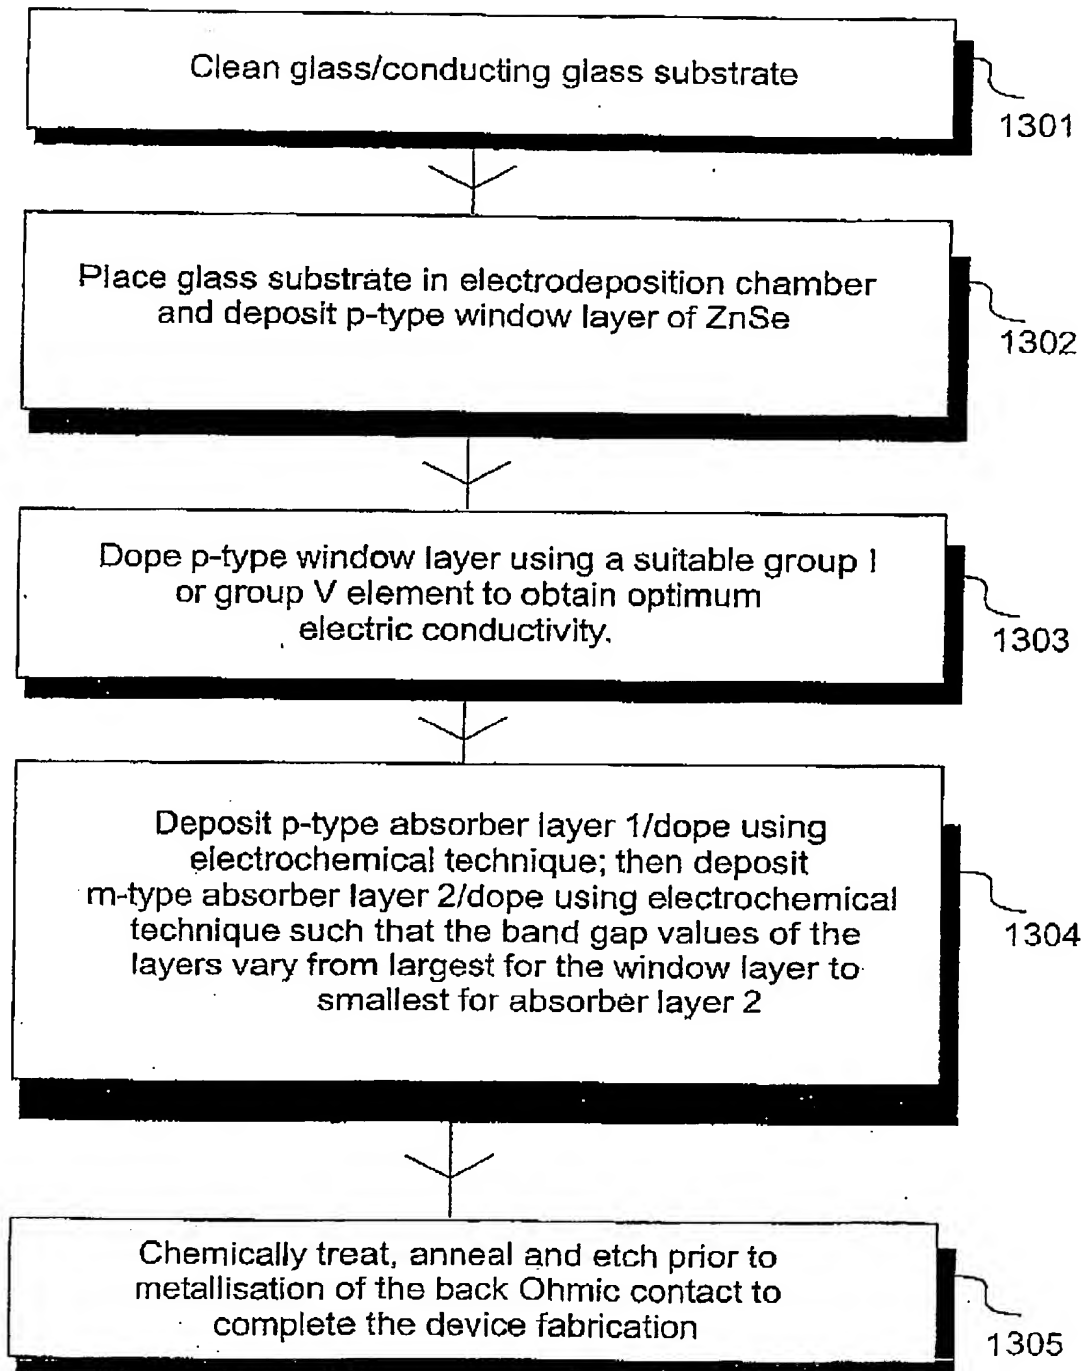 Clean glass/conducting glass substrate
1301
Place glass substrate in electrodeposition chamber
and deposit p-type window layer of ZnSe
1302
Dope p-type window layer using a suitable group I
or group V element to obtain optimum
electric conductivity.
1303
Deposit p-type absorber layer 1/dope using
electrochemical technique; then deposit
m-type absorber layer 2/dope using electrochemical
technique such that the band gap values of the
layers vary from largest for the window layer to
smallest for absorber layer 2
1304
Chemically treat, anneal and etch prior to
metallisation of the back Ohmic contact to
complete the device fabrication
1305